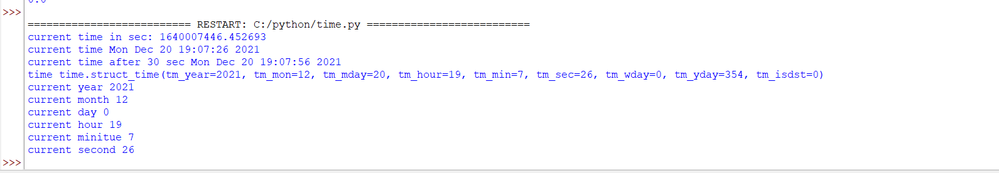 0.0
>>>
========================== RESTART: C:/python/time.py ==========================
current time in sec: 1640007446.452693
current time Mon Dec 20 19:07:26 2021
current time after 30 sec Mon Dec 20 19:07:56 2021
time time.struct_time(tm_year=2021, tm_mon=12, tm_mday=20, tm_hour=19, tm_min=7, tm_sec=26, tm_wday=0, tm_yday=354, tm_isdst=0)
current year 2021
current month 12
current day 0
current hour 19
current minitue 7
current second 26
>>>